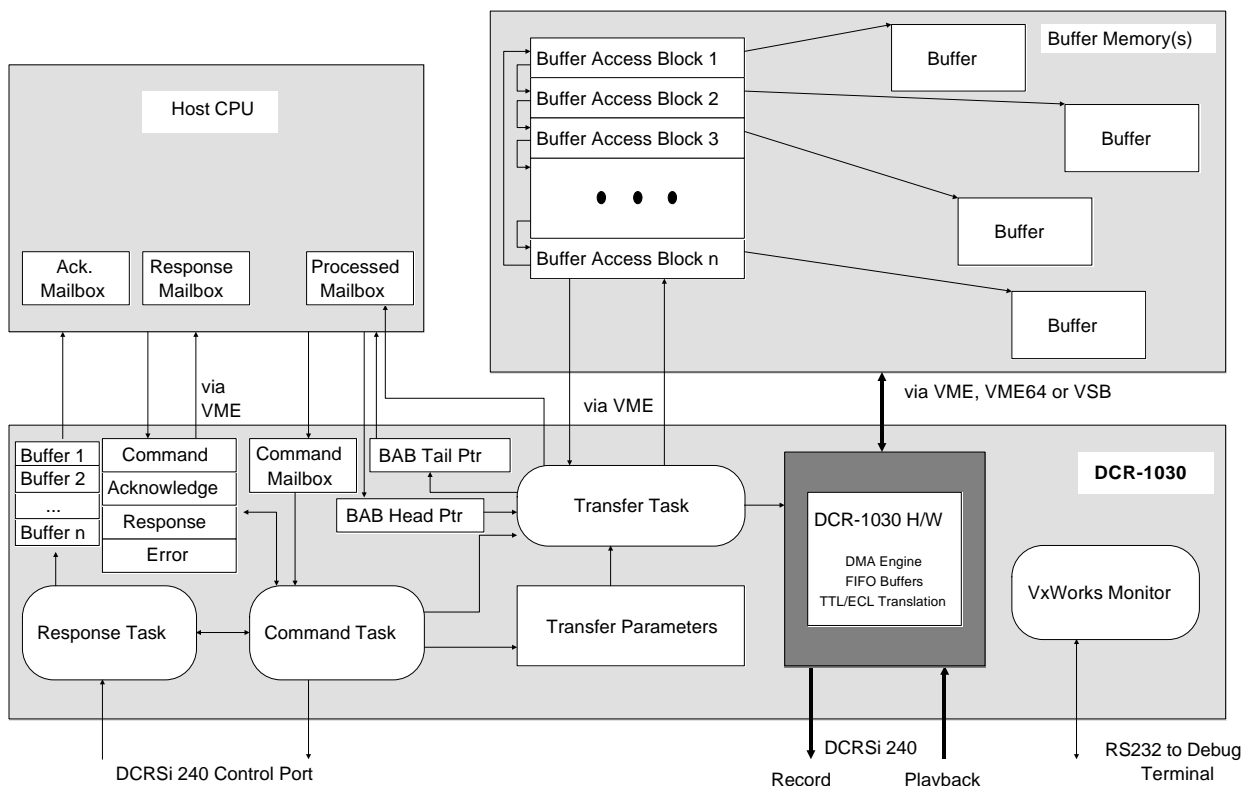 Buffer Memory(s)
Buffer Access Block 1
Buffer Access Block 2
Buffer Access Block 3
Buffer Access Block n
Buffer
Buffer
Buffer
Buffer
Host CPU
Ack.
Mailbox
Response
Mailbox
Processed
Mailbox
via
VME
via VME
via VME, VME64 or VSB
Buffer 1
Buffer 2
...
Buffer n
Command
Acknowledge
Response
Error
Command
Mailbox
BAB Tail Ptr
BAB Head Ptr
Transfer Task
DCR-1030
DCR-1030 H/W
DMA Engine
FIFO Buffers
TTL/ECL Translation
VxWorks Monitor
Response Task
Command Task
Transfer Parameters
DCRSi 240 Control Port
DCRSi 240
Record
Playback
RS232 to Debug
Terminal